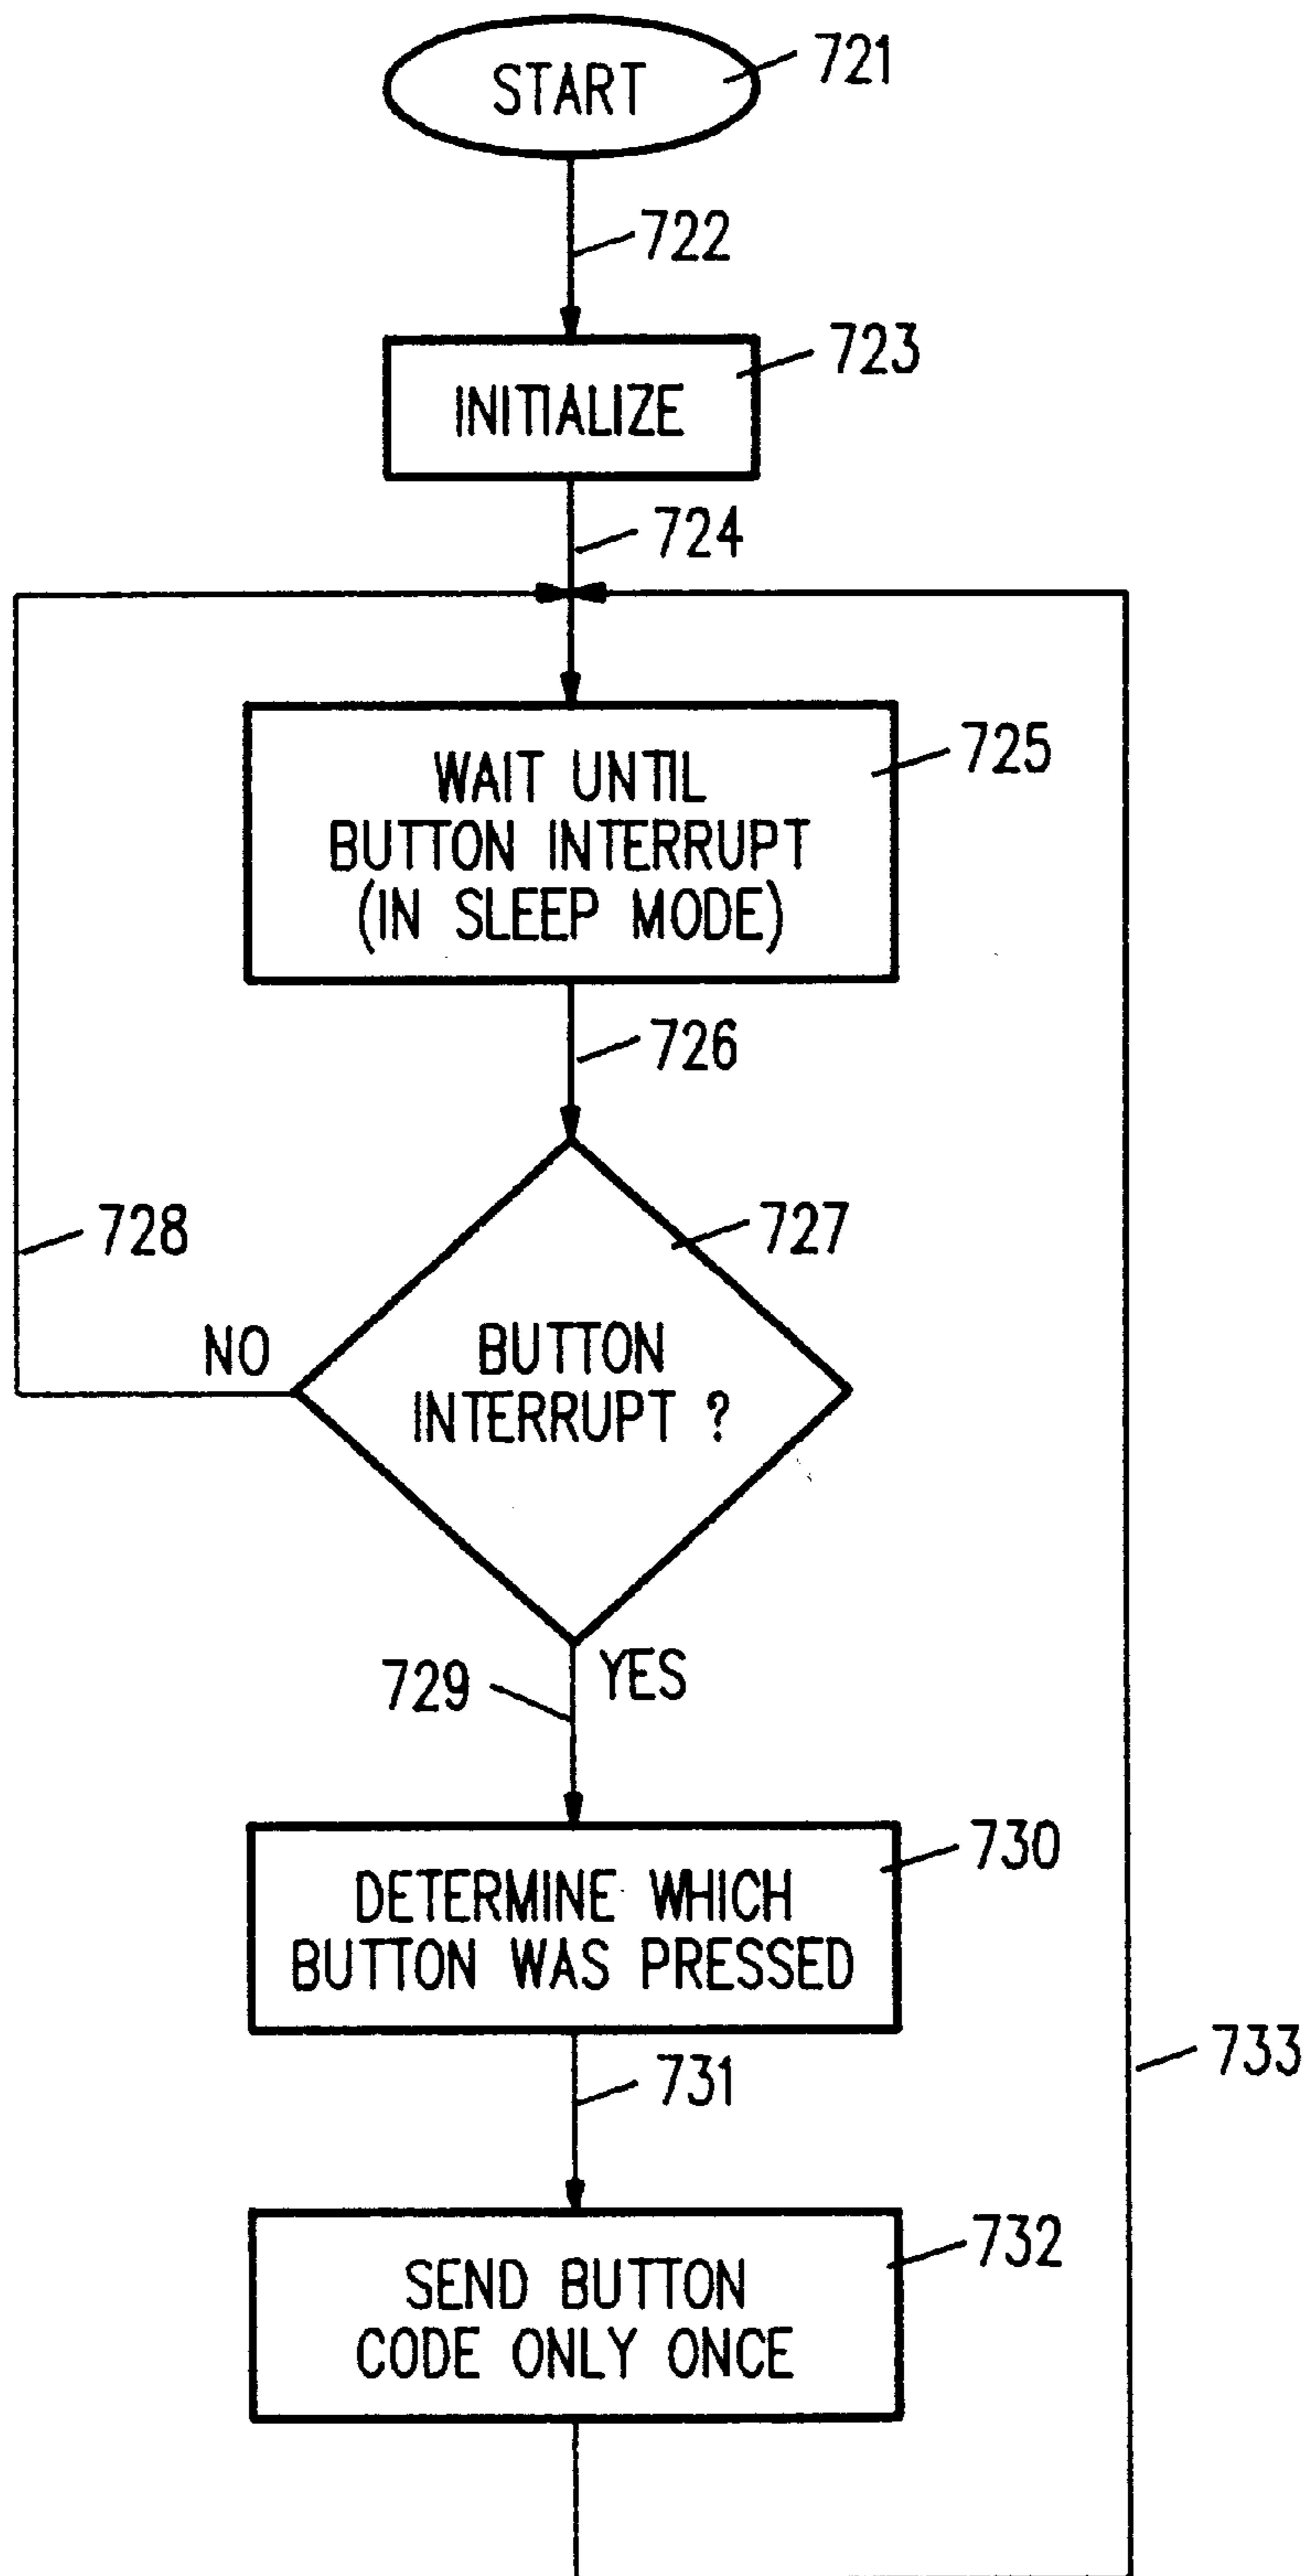 START
721
722
INITIALIZE
723
724
WAIT UNTIL
BUTTON INTERRUPT
(IN SLEEP MODE)
725
726
728
727
NO
BUTTON
INTERRUPT ?
YES
729
730
DETERMINE WHICH
BUTTON WAS PRESSED
731
733
732
SEND BUTTON
CODE ONLY ONCE